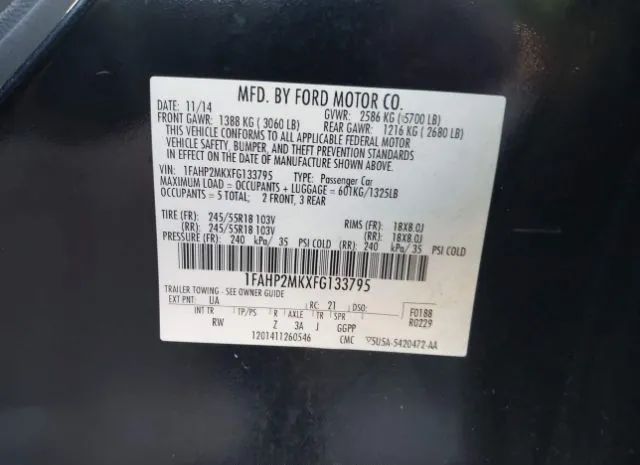 MFD. BY FORD MOTOR CO.
DATE: 11/14 GVWR: 2586 KG ( 5700 LB)
FRONT GAWR: 1388 KG ( 3060 LB) REAR GAWR: 1216 KG ( 2680 LB)
THIS VEHICLE CONFORMS TO ALL APPLICABLE FEDERAL MOTOR
VEHICLE SAFETY, BUMPER, AND THEFT PREVENTION STANDARDS
IN EFFECT ON THE DATE OF MANUFACTURE SHOWN ABOVE.
VIN: 1FAHP2MKXFG133795 TYPE: Passenger Car
MAXIMUM LOAD = OCCUPANTS + LUGGAGE = 601KG/1325LB
OCCUPANTS = 5 TOTAL; 2 FRONT, 3 REAR
TIRE (FR): 245/55R18 103V RIMS (FR): 18X8.0J
(RR): 245/55R18 103V (RR): 18X8.0J
PRESSURE (FR): 240 kPa/ 35 PSI COLD (RR): 240 kPa/ 35 PSI COLD
1FAHP2MKXFG133795
TRAILER TOWING - SEE OWNER GUIDE
EXT PNT: UA RC: 21 DSO: F0188
INT TR TP/PS R AXLE TR SPR R0229
RW Z 3A J GGPP
1201411260546 CMC ▽5U5A-5420472-AA